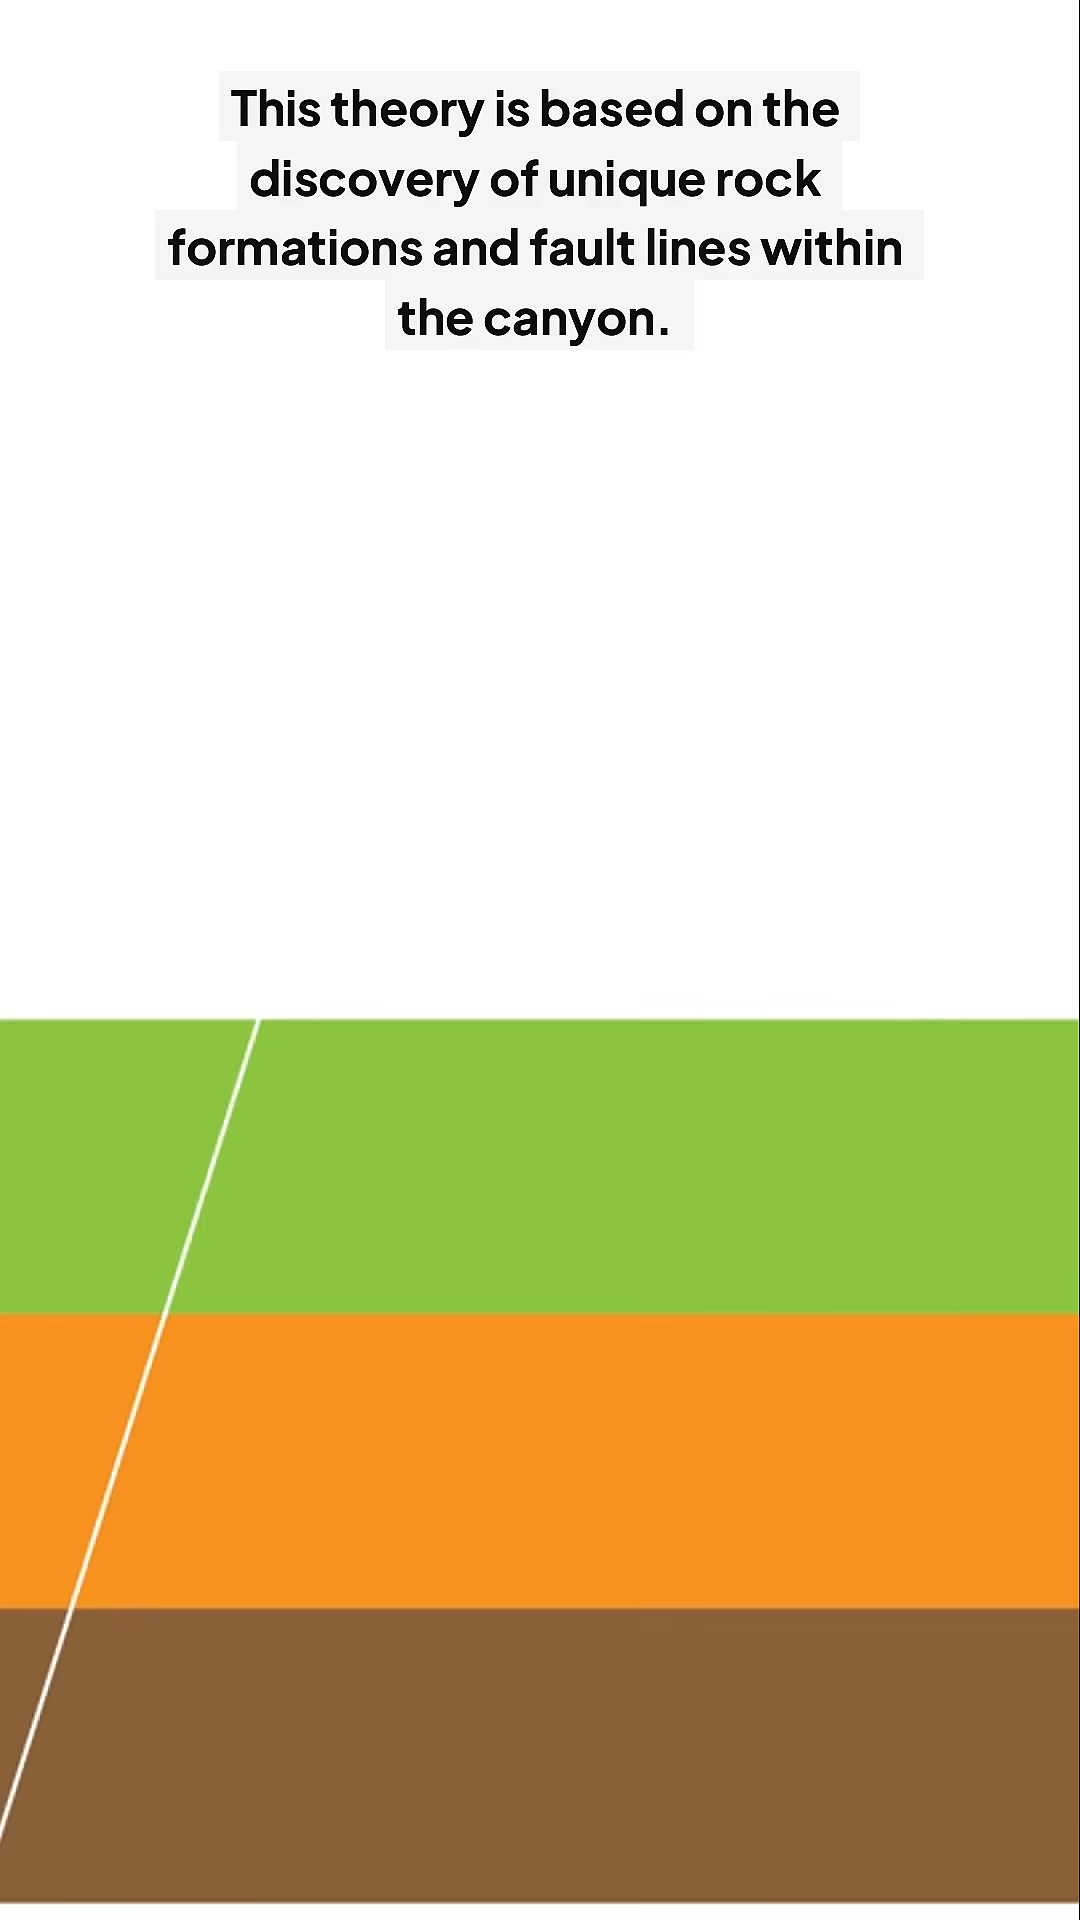 This theory is based on the
discovery of unique rock
formations and fault lines within
the canyon.